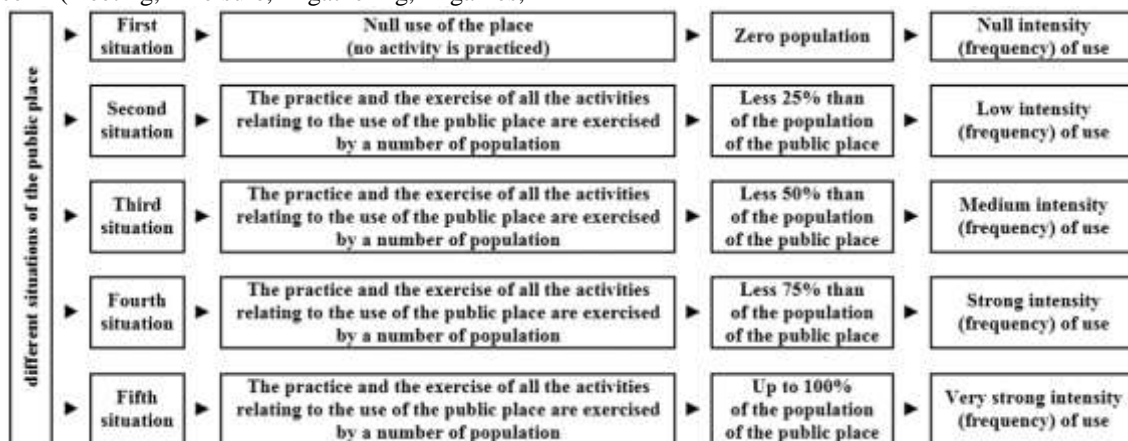 different situations of the public place
First
situation
Null use of the place
(no activity is practiced)
Zero population
Null intensity
(frequency) of use
Second
situation
The practice and the exercise of all the activities
relating to the use of the public place are exercised
by a number of population
Less 25% than
of the population
of the public place
Low intensity
(frequency) of use
Third
situation
The practice and the exercise of all the activities
relating to the use of the public place are exercised
by a number of population
Less 50% than
of the population
of the public place
Medium intensity
(frequency) of use
Fourth
situation
The practice and the exercise of all the activities
relating to the use of the public place are exercised
by a number of population
Less 75% than
of the population
of the public place
Strong intensity
(frequency) of use
Fifth
situation
The practice and the exercise of all the activities
relating to the use of the public place are exercised
by a number of population
Up to 100%
of the population
of the public place
Very strong intensity
(frequency) of use